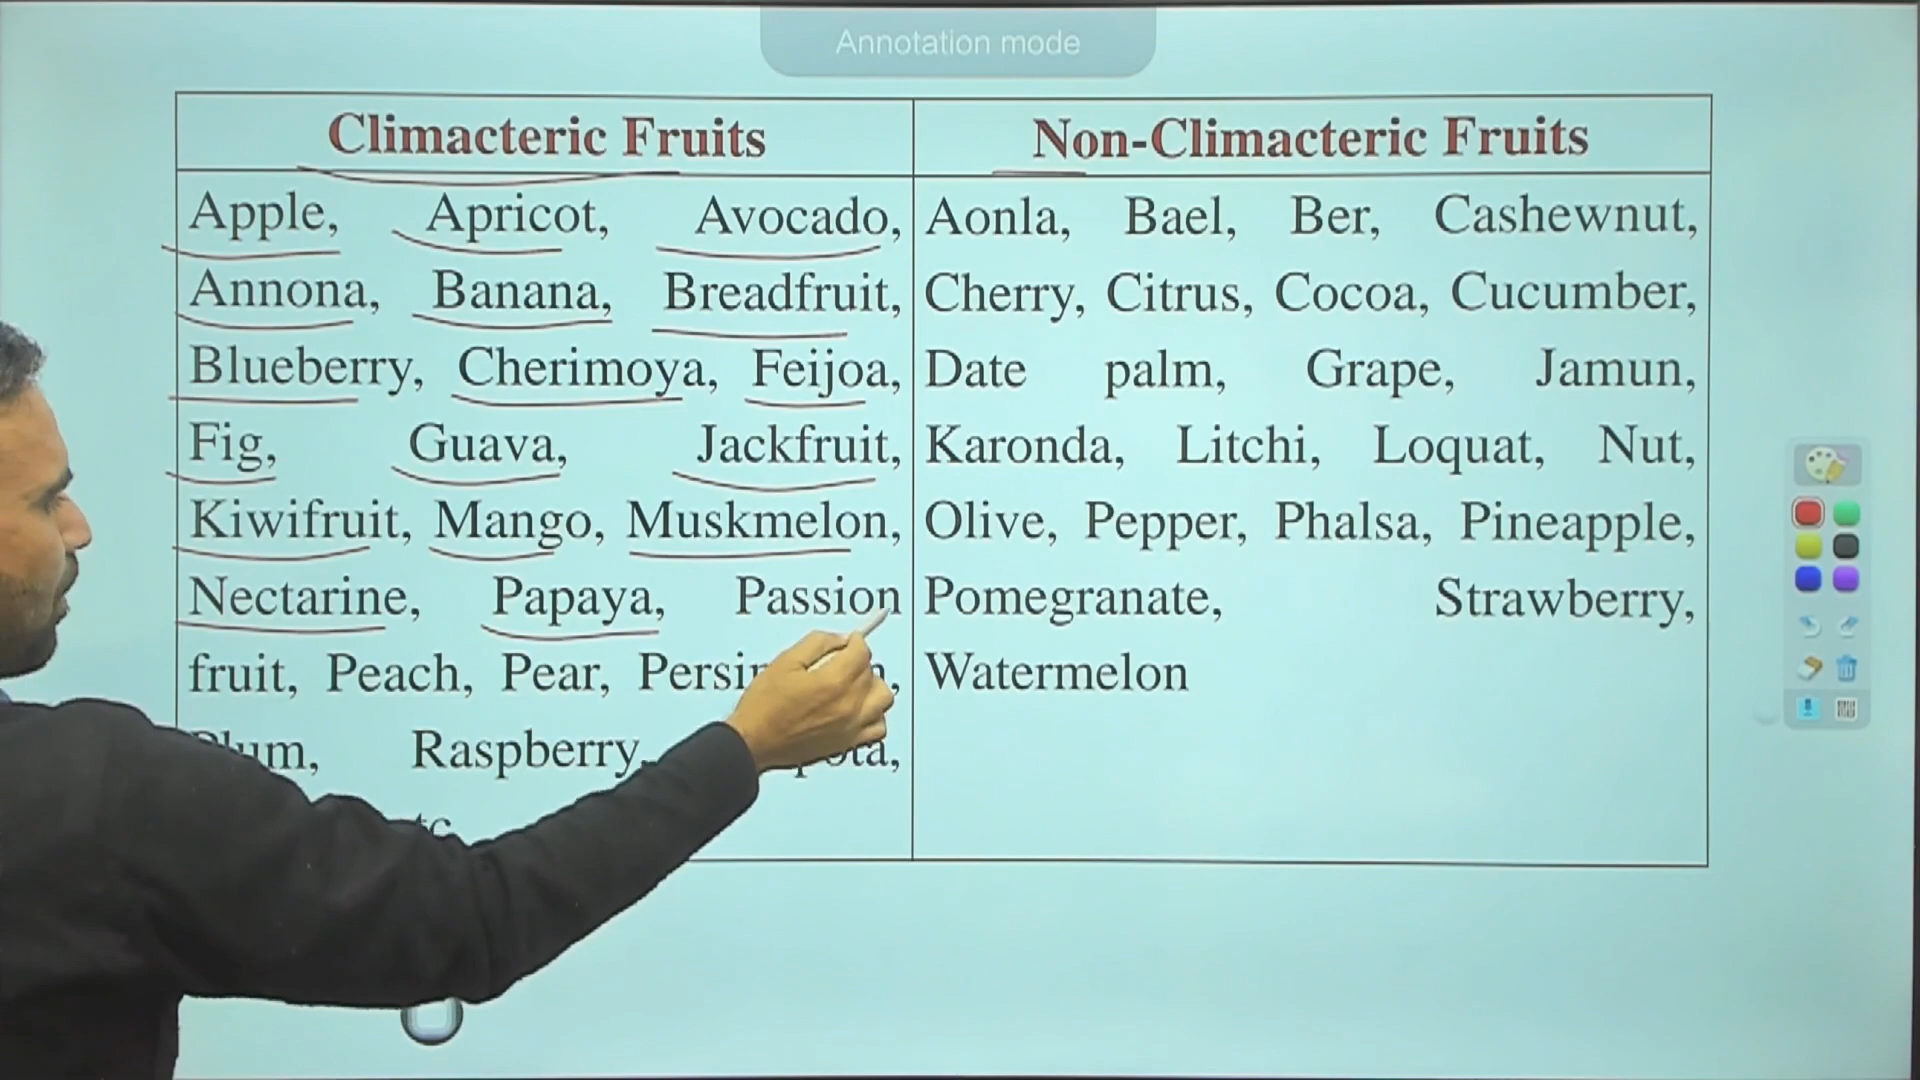 Annotation mode
Climacteric Fruits
Non-Climacteric Fruits
Apple, Apricot, Avocado,
Annona, Banana, Breadfruit,
Blueberry, Cherimoya, Feijoa,
Fig, Guava, Jackfruit,
Kiwifruit, Mango, Muskmelon,
Nectarine, Papaya, Passion
fruit, Peach, Pear,
Raspberry,
Aonla, Bael, Ber, Cashewnut,
Cherry, Citrus, Cocoa, Cucumber,
Date palm, Grape, Jamun,
Karonda, Litchi, Loquat, Nut,
Olive, Pepper, Phalsa, Pineapple,
Pomegranate, Strawberry,
Watermelon